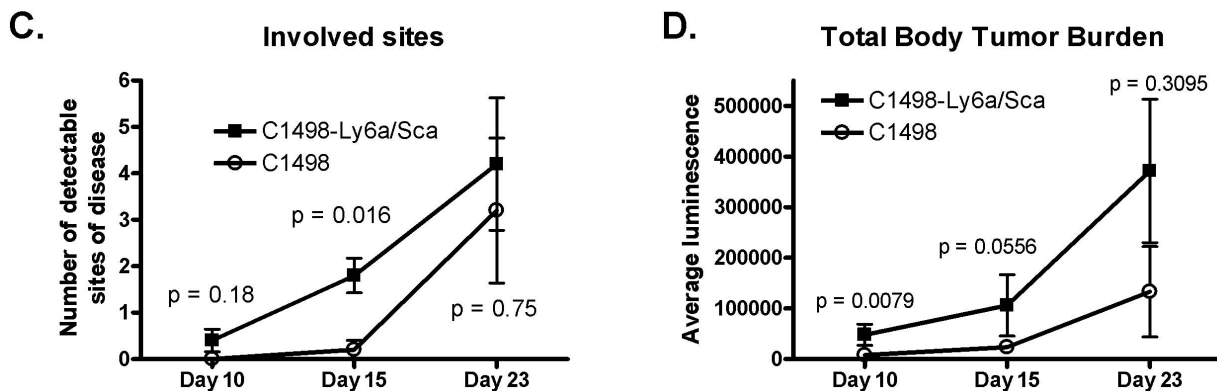 C.
Involved sites
Number of detectable
sites of disease
6
5
4
3
2
1
0
C1498-Ly6a/Sca
C1498
p = 0.18
p = 0.016
p = 0.75
Day 10
Day 15
Day 23
D.
Total Body Tumor Burden
Average luminescence
500000
400000
300000
200000
100000
0
C1498-Ly6a/Sca
C1498
p = 0.0079
p = 0.0556
p = 0.3095
Day 10
Day 15
Day 23